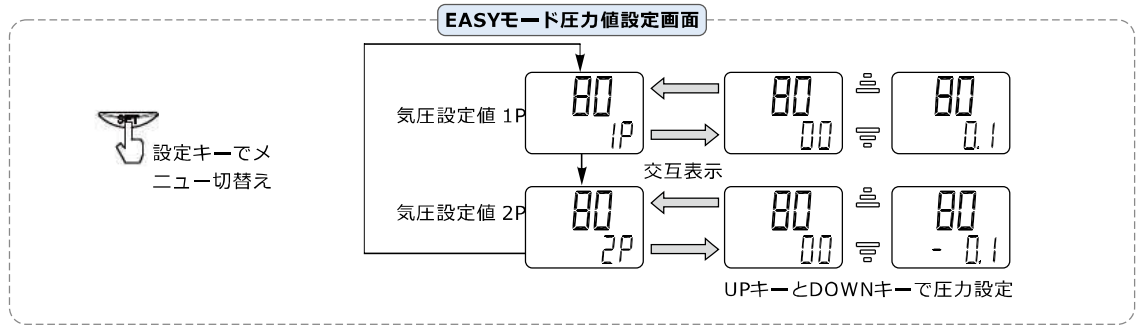 EASYモード圧力値設定画面
SET
設定キーでメ
ニュー切替え
気圧設定値 1P
80
1P
80
00
80
0.1
交互表示
気圧設定値 2P
80
2P
80
00
80
- 0.1
UPキーとDOWNキーで圧力設定